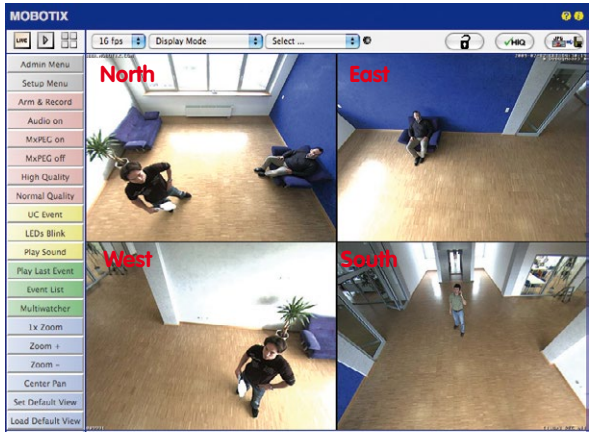 MOBOTIX
LIVE
16 fps
Display Mode
Select ...
HIQ
Admin Menu
Setup Menu
Arm & Record
Audio on
MxPEG on
MxPEG off
High Quality
Normal Quality
UC Event
LEDs Blink
Play Sound
Play Last Event
Event List
Multiwatcher
1x Zoom
Zoom +
Zoom -
Center Pan
Set Default View
Load Default View
North
East
West
South